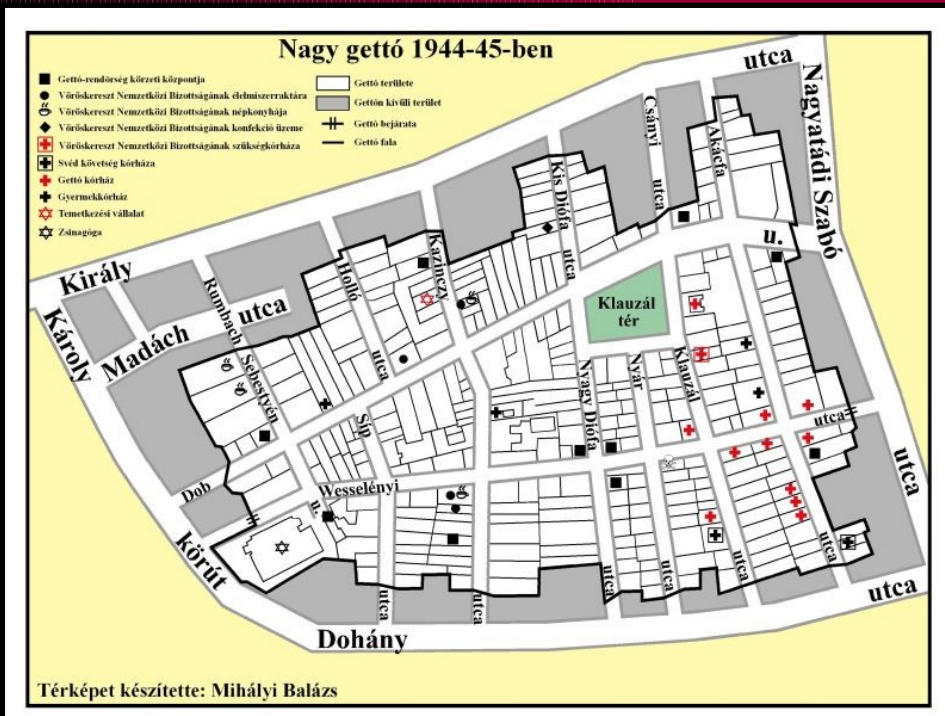 Nagy gettó 1944-45-ben
Gettó-rendőrség körzeti központja
Vöröskereszt Nemzetközi Bizottságának élelmiszerraktára
Vöröskereszt Nemzetközi Bizottságának népkonyhája
Vöröskereszt Nemzetközi Bizottságának konfekció üzeme
Vöröskereszt Nemzetközi Bizottságának szükségkórháza
Svéd követség kórháza
Gettó kórház
Gyermekkórház
Temetkezési vállalat
Zsinagóga
Gettó területe
Gettón kívüli terület
Gettó bejárata
Gettó fala
utca
Nagyatádi Szabó
Csányi
utca
Akácfa
Kis Diófa
utca
u.
Király
Kazinczy
Holló
utca
Rumbach
Sebestyén
u.
Károly
Madách
utca
Klauzál
tér
Klauzál
Nyár
Nyagy Diófa
Síp
utca
Dob
Wesselényi
körút
utca
utca
utca
utca
utca
utca
utca
utca
Dohány
Térképet készítette: Mihályi Balázs